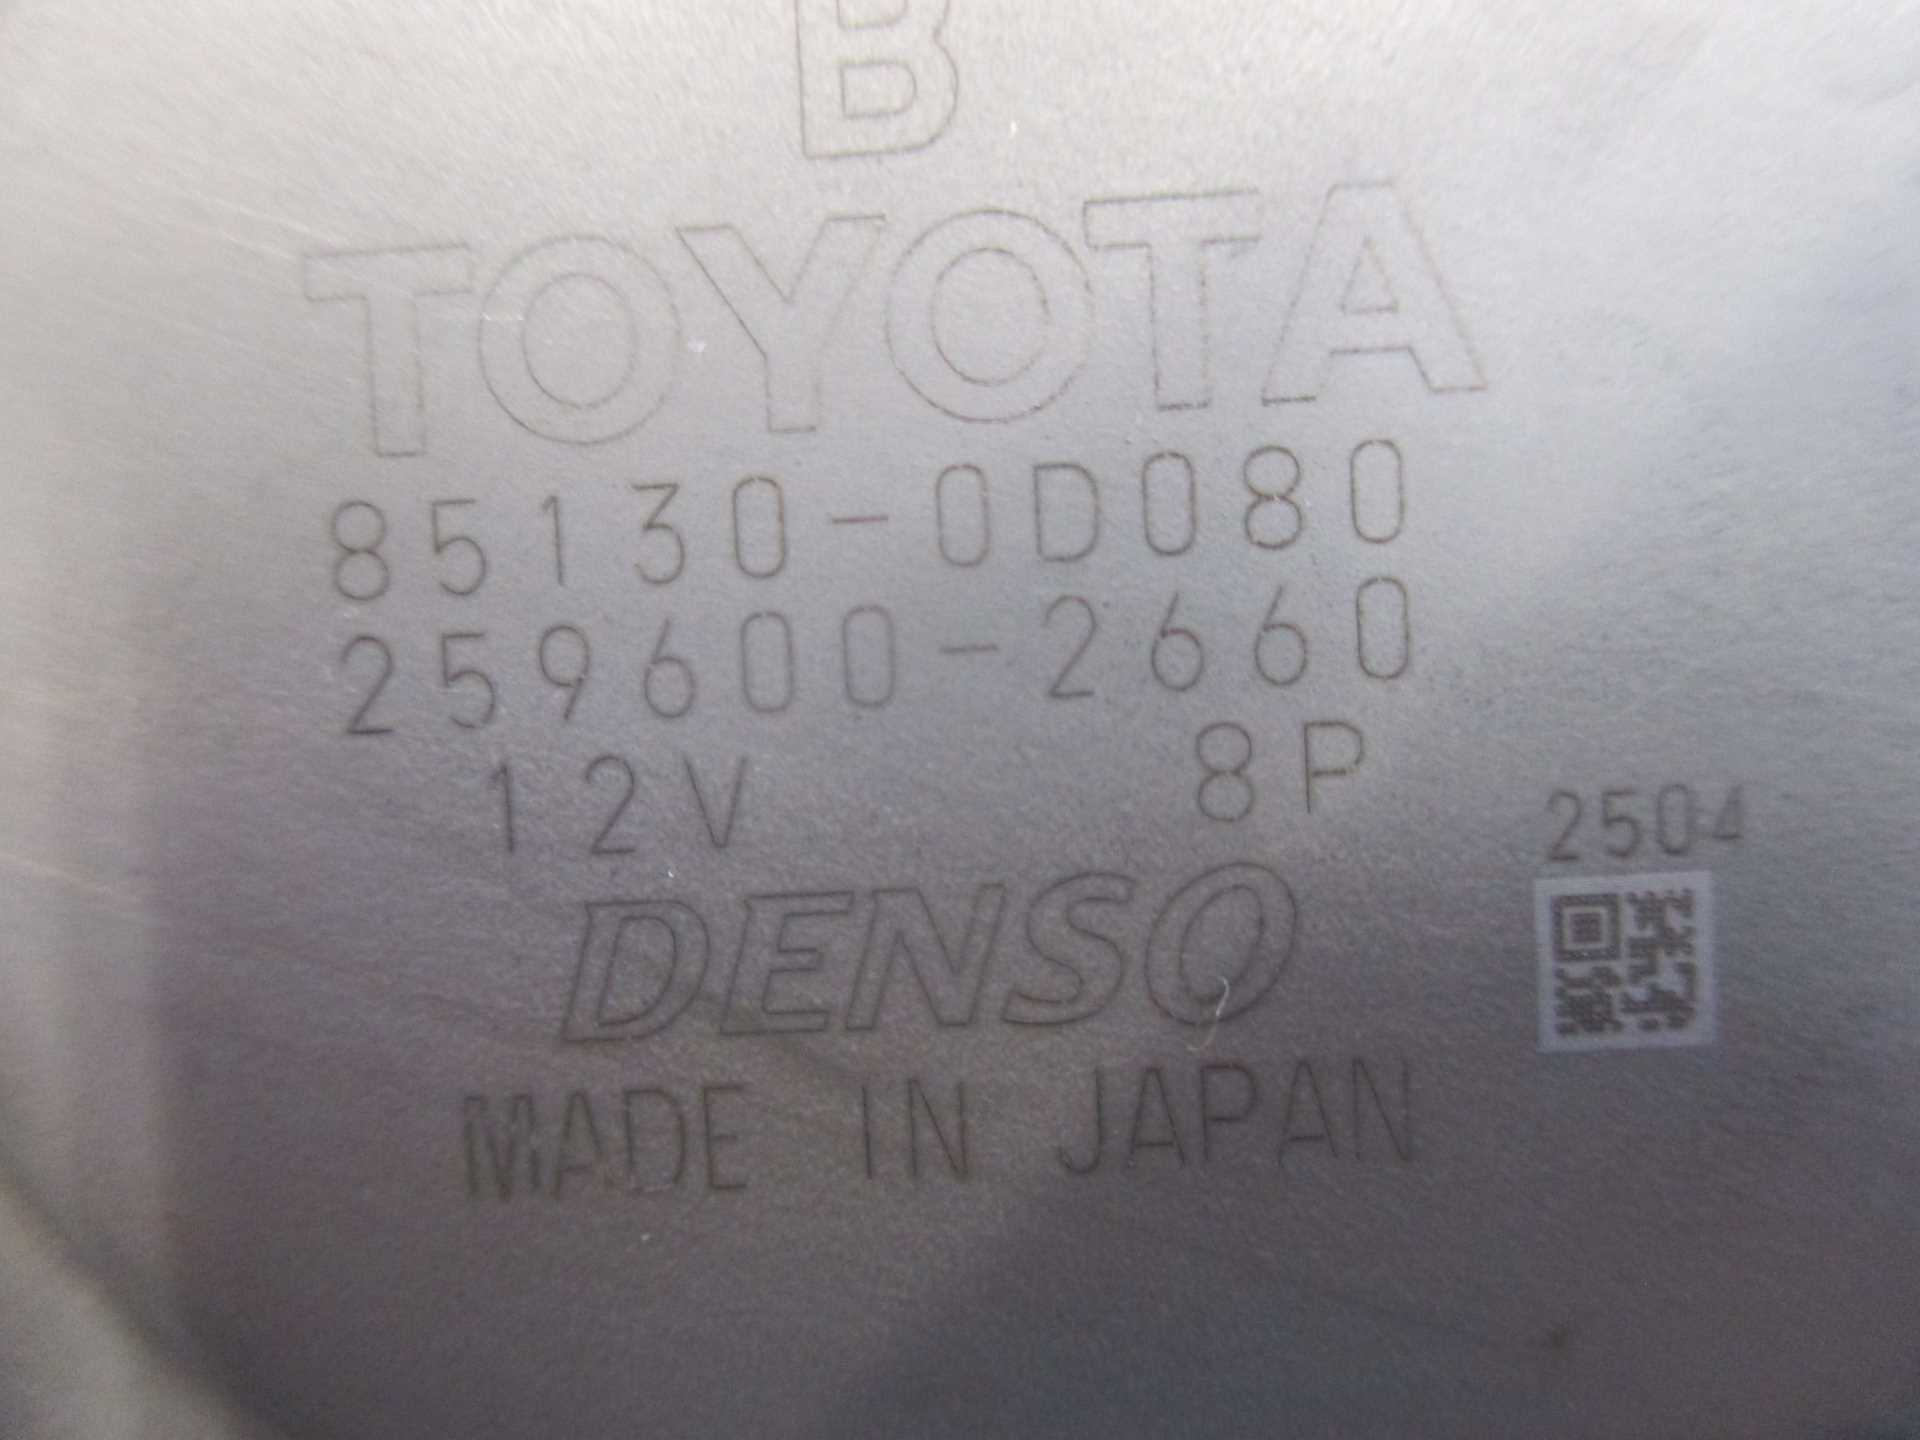 B
TOYOTA
85130-0D080
259600-2660
12V 8P
2504
DENSO
MADE IN JAPAN